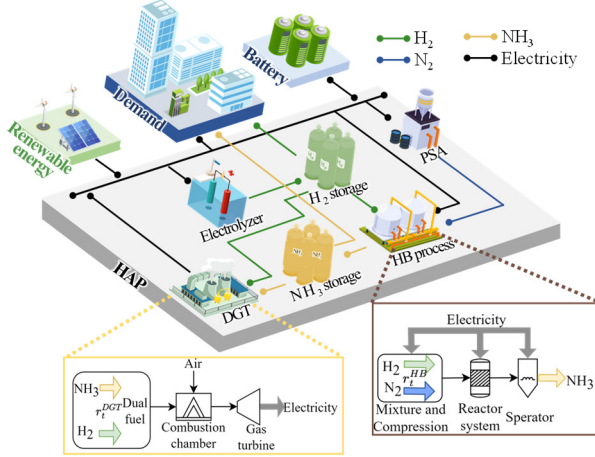 H₂
N₂
NH₃
Electricity
Battery
Demand
Renewable
energy
PSA
H₂ storage
Electrolyzer
HB process
NH₃ storage
HAP
DGT
NH₃
r_t^{DGT}
Dual
fuel
H₂
Air
Combustion
chamber
Gas
turbine
Electricity
Electricity
H₂
r_t^{HB}
N₂
Mixture and
Compression
Reactor
system
Sperator
NH₃